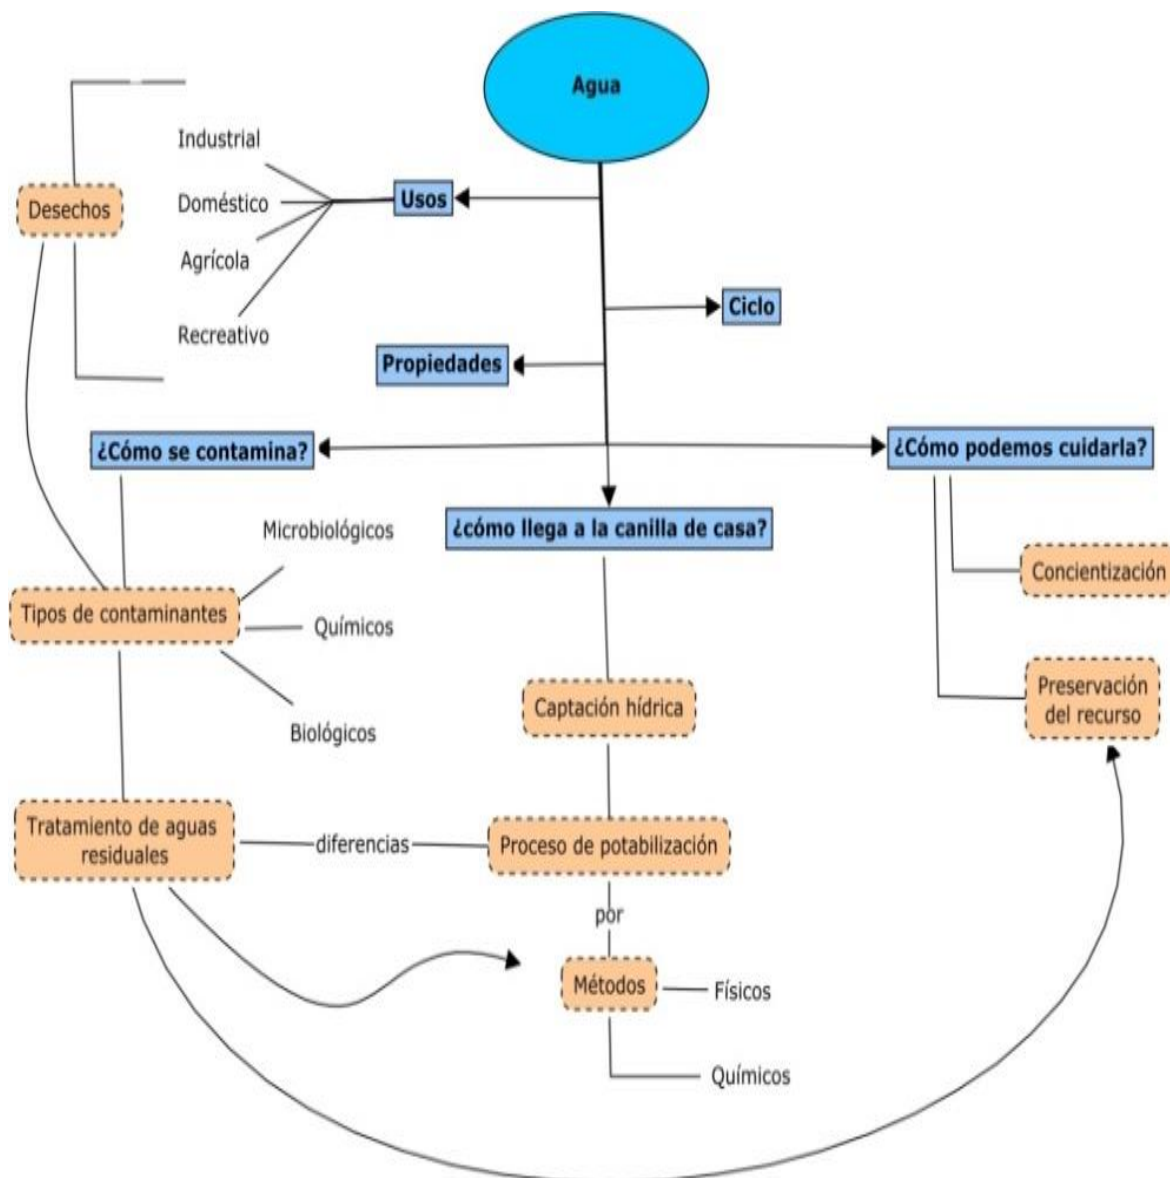 Agua
Industrial
Desechos
Doméstico
Usos
Agrícola
Recreativo
Ciclo
Propiedades
¿Cómo se contamina?
¿Cómo podemos cuidarla?
¿cómo llega a la canilla de casa?
Microbiológicos
Concientización
Tipos de contaminantes
Químicos
Biológicos
Captación hídrica
Preservación
del recurso
Tratamiento de aguas
residuales
diferencias
Proceso de potabilización
por
Métodos
Físicos
Químicos